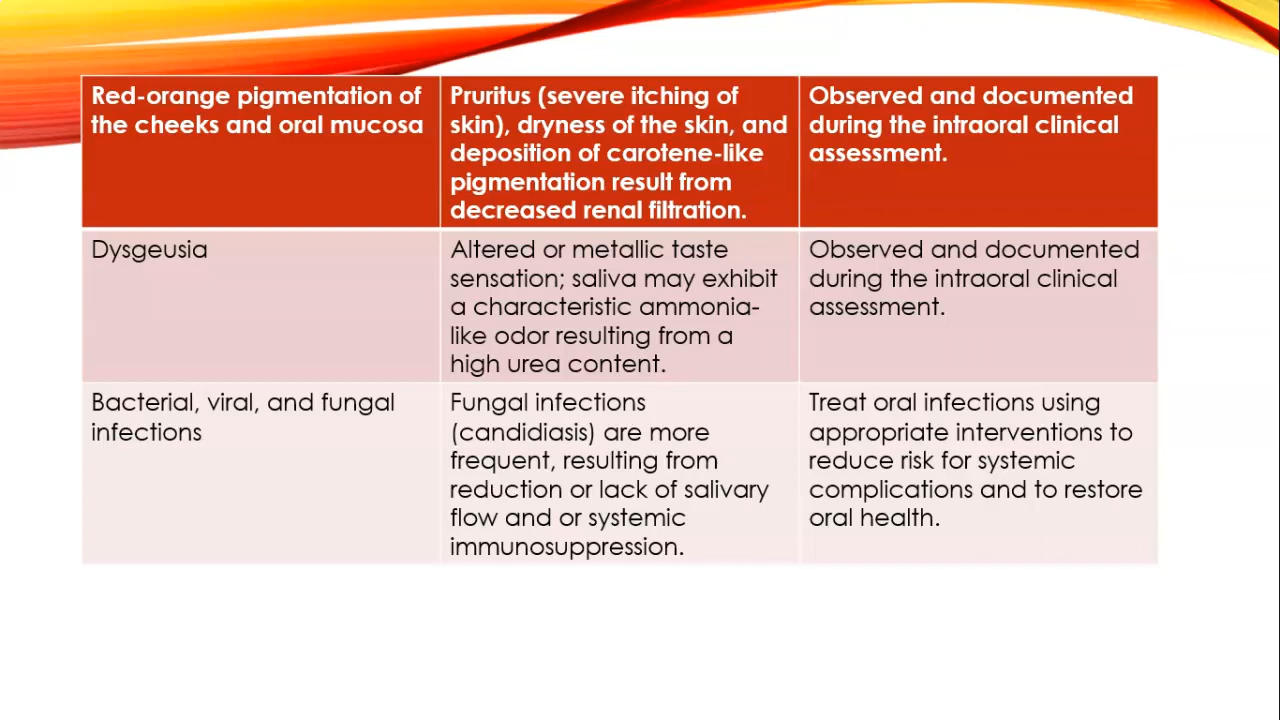 Red-orange pigmentation of
the cheeks and oral mucosa
Pruritus (severe itching of
skin), dryness of the skin, and
deposition of carotene-like
pigmentation result from
decreased renal filtration.
Observed and documented
during the intraoral clinical
assessment.
Dysgeusia
Altered or metallic taste
sensation; saliva may exhibit
a characteristic ammonia-
like odor resulting from a
high urea content.
Observed and documented
during the intraoral clinical
assessment.
Bacterial, viral, and fungal
infections
Fungal infections
(candidiasis) are more
frequent, resulting from
reduction or lack of salivary
flow and or systemic
immunosuppression.
Treat oral infections using
appropriate interventions to
reduce risk for systemic
complications and to restore
oral health.